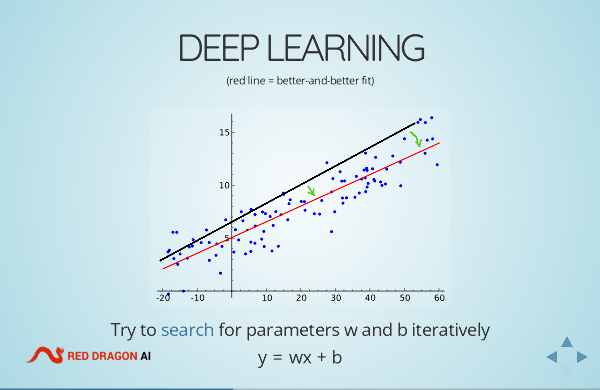 DEEP LEARNING
(red line = better-and-better fit)
15
10
5
-20 -10 10 20 30 40 50 60
Try to search for parameters w and b iteratively
RED DRAGON AI
y = wx + b